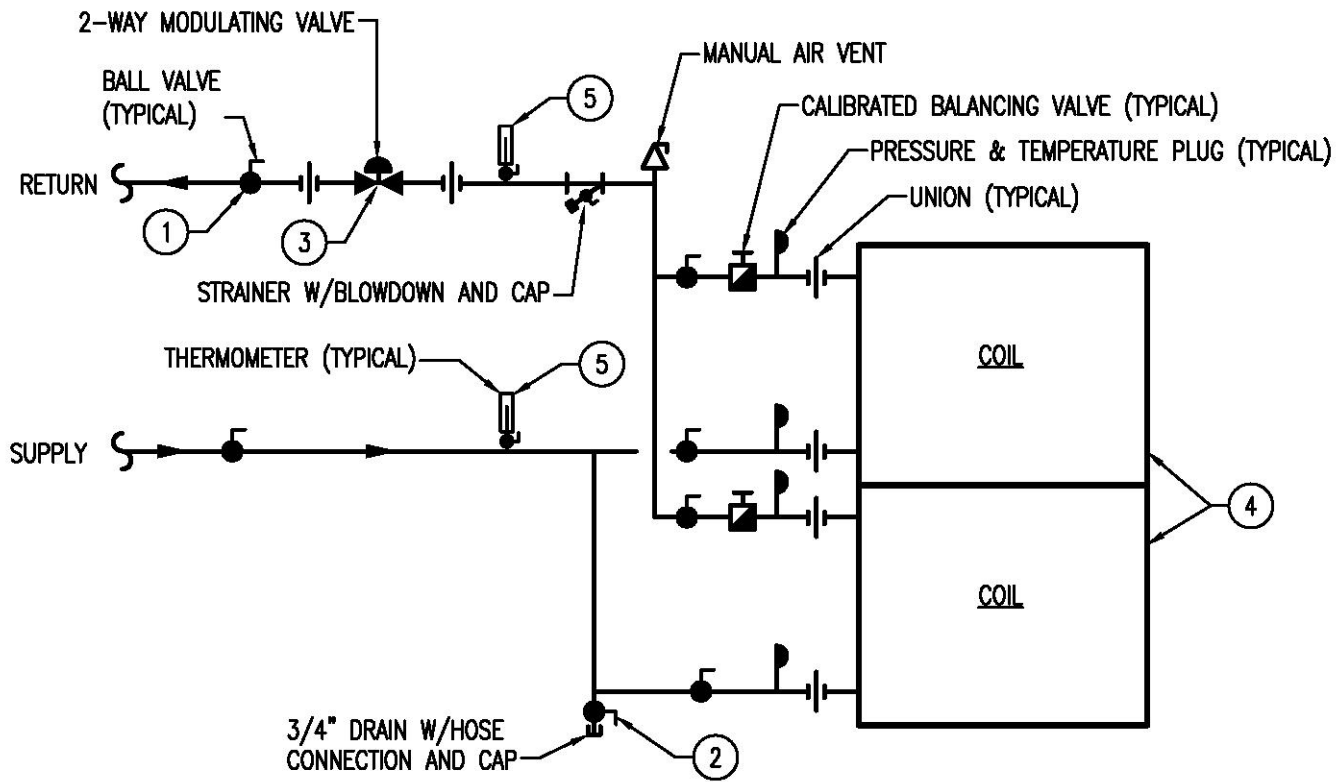 2-WAY MODULATING VALVE
BALL VALVE
(TYPICAL)
5
MANUAL AIR VENT
CALIBRATED BALANCING VALVE (TYPICAL)
PRESSURE & TEMPERATURE PLUG (TYPICAL)
UNION (TYPICAL)
RETURN
1
3
STRAINER W/BLOWDOWN AND CAP
COIL
THERMOMETER (TYPICAL)
5
SUPPLY
4
COIL
3/4" DRAIN W/HOSE
CONNECTION AND CAP
2